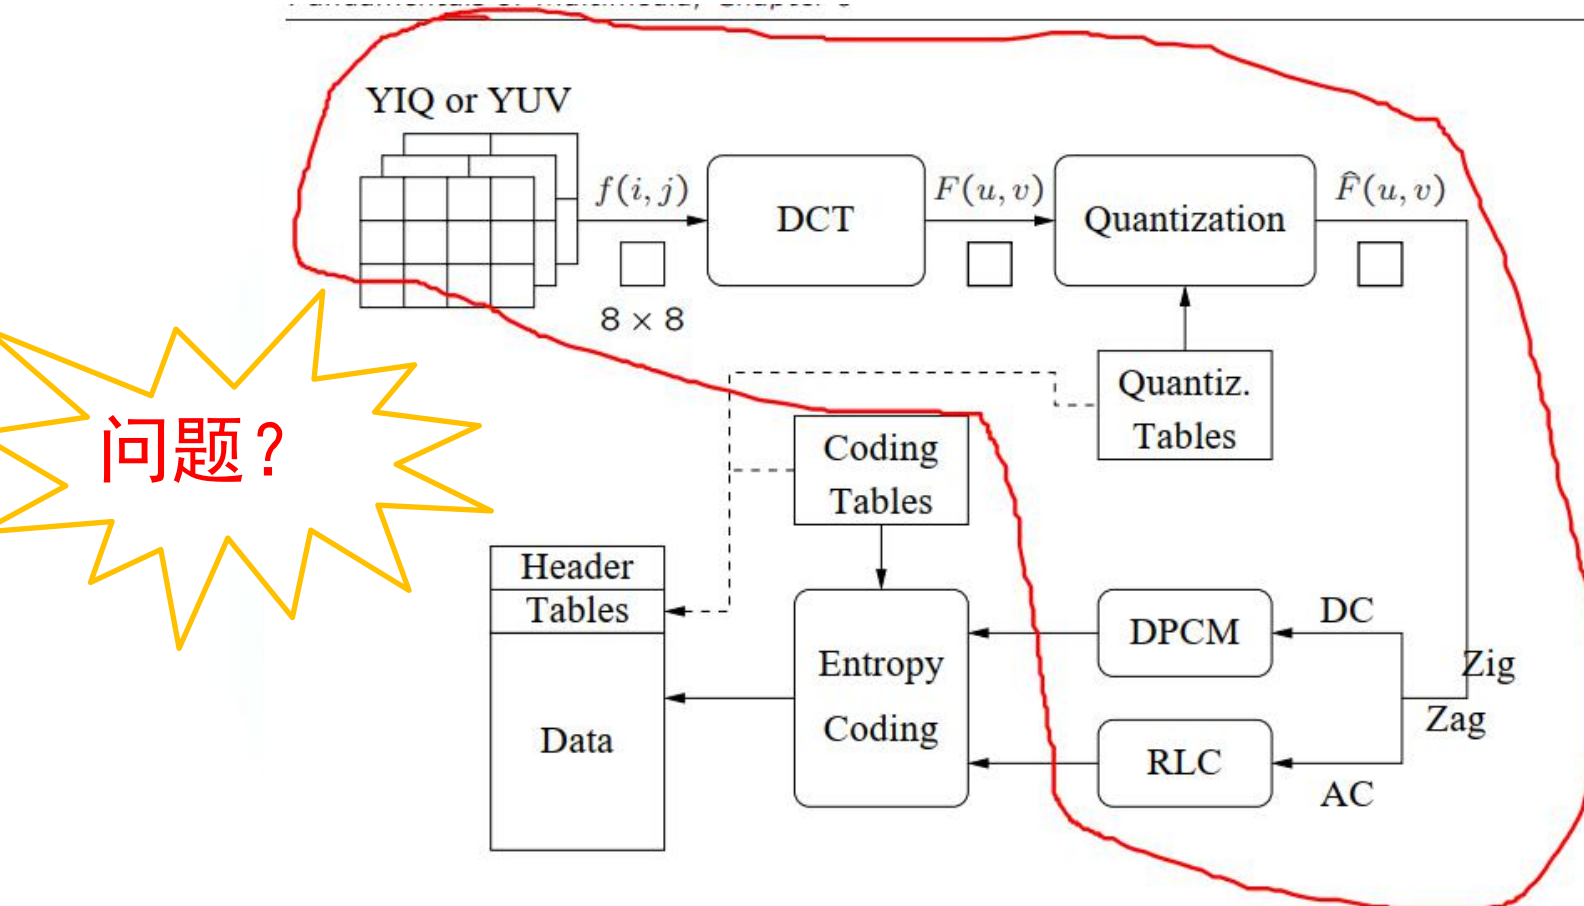 YIQ or YUV
f(i, j)
8 × 8
DCT
F(u, v)
Quantization
F̂(u, v)
Quantiz.
Tables
问题？
Coding
Tables
Header
Tables
Data
Entropy
Coding
DPCM
DC
Zig
Zag
RLC
AC